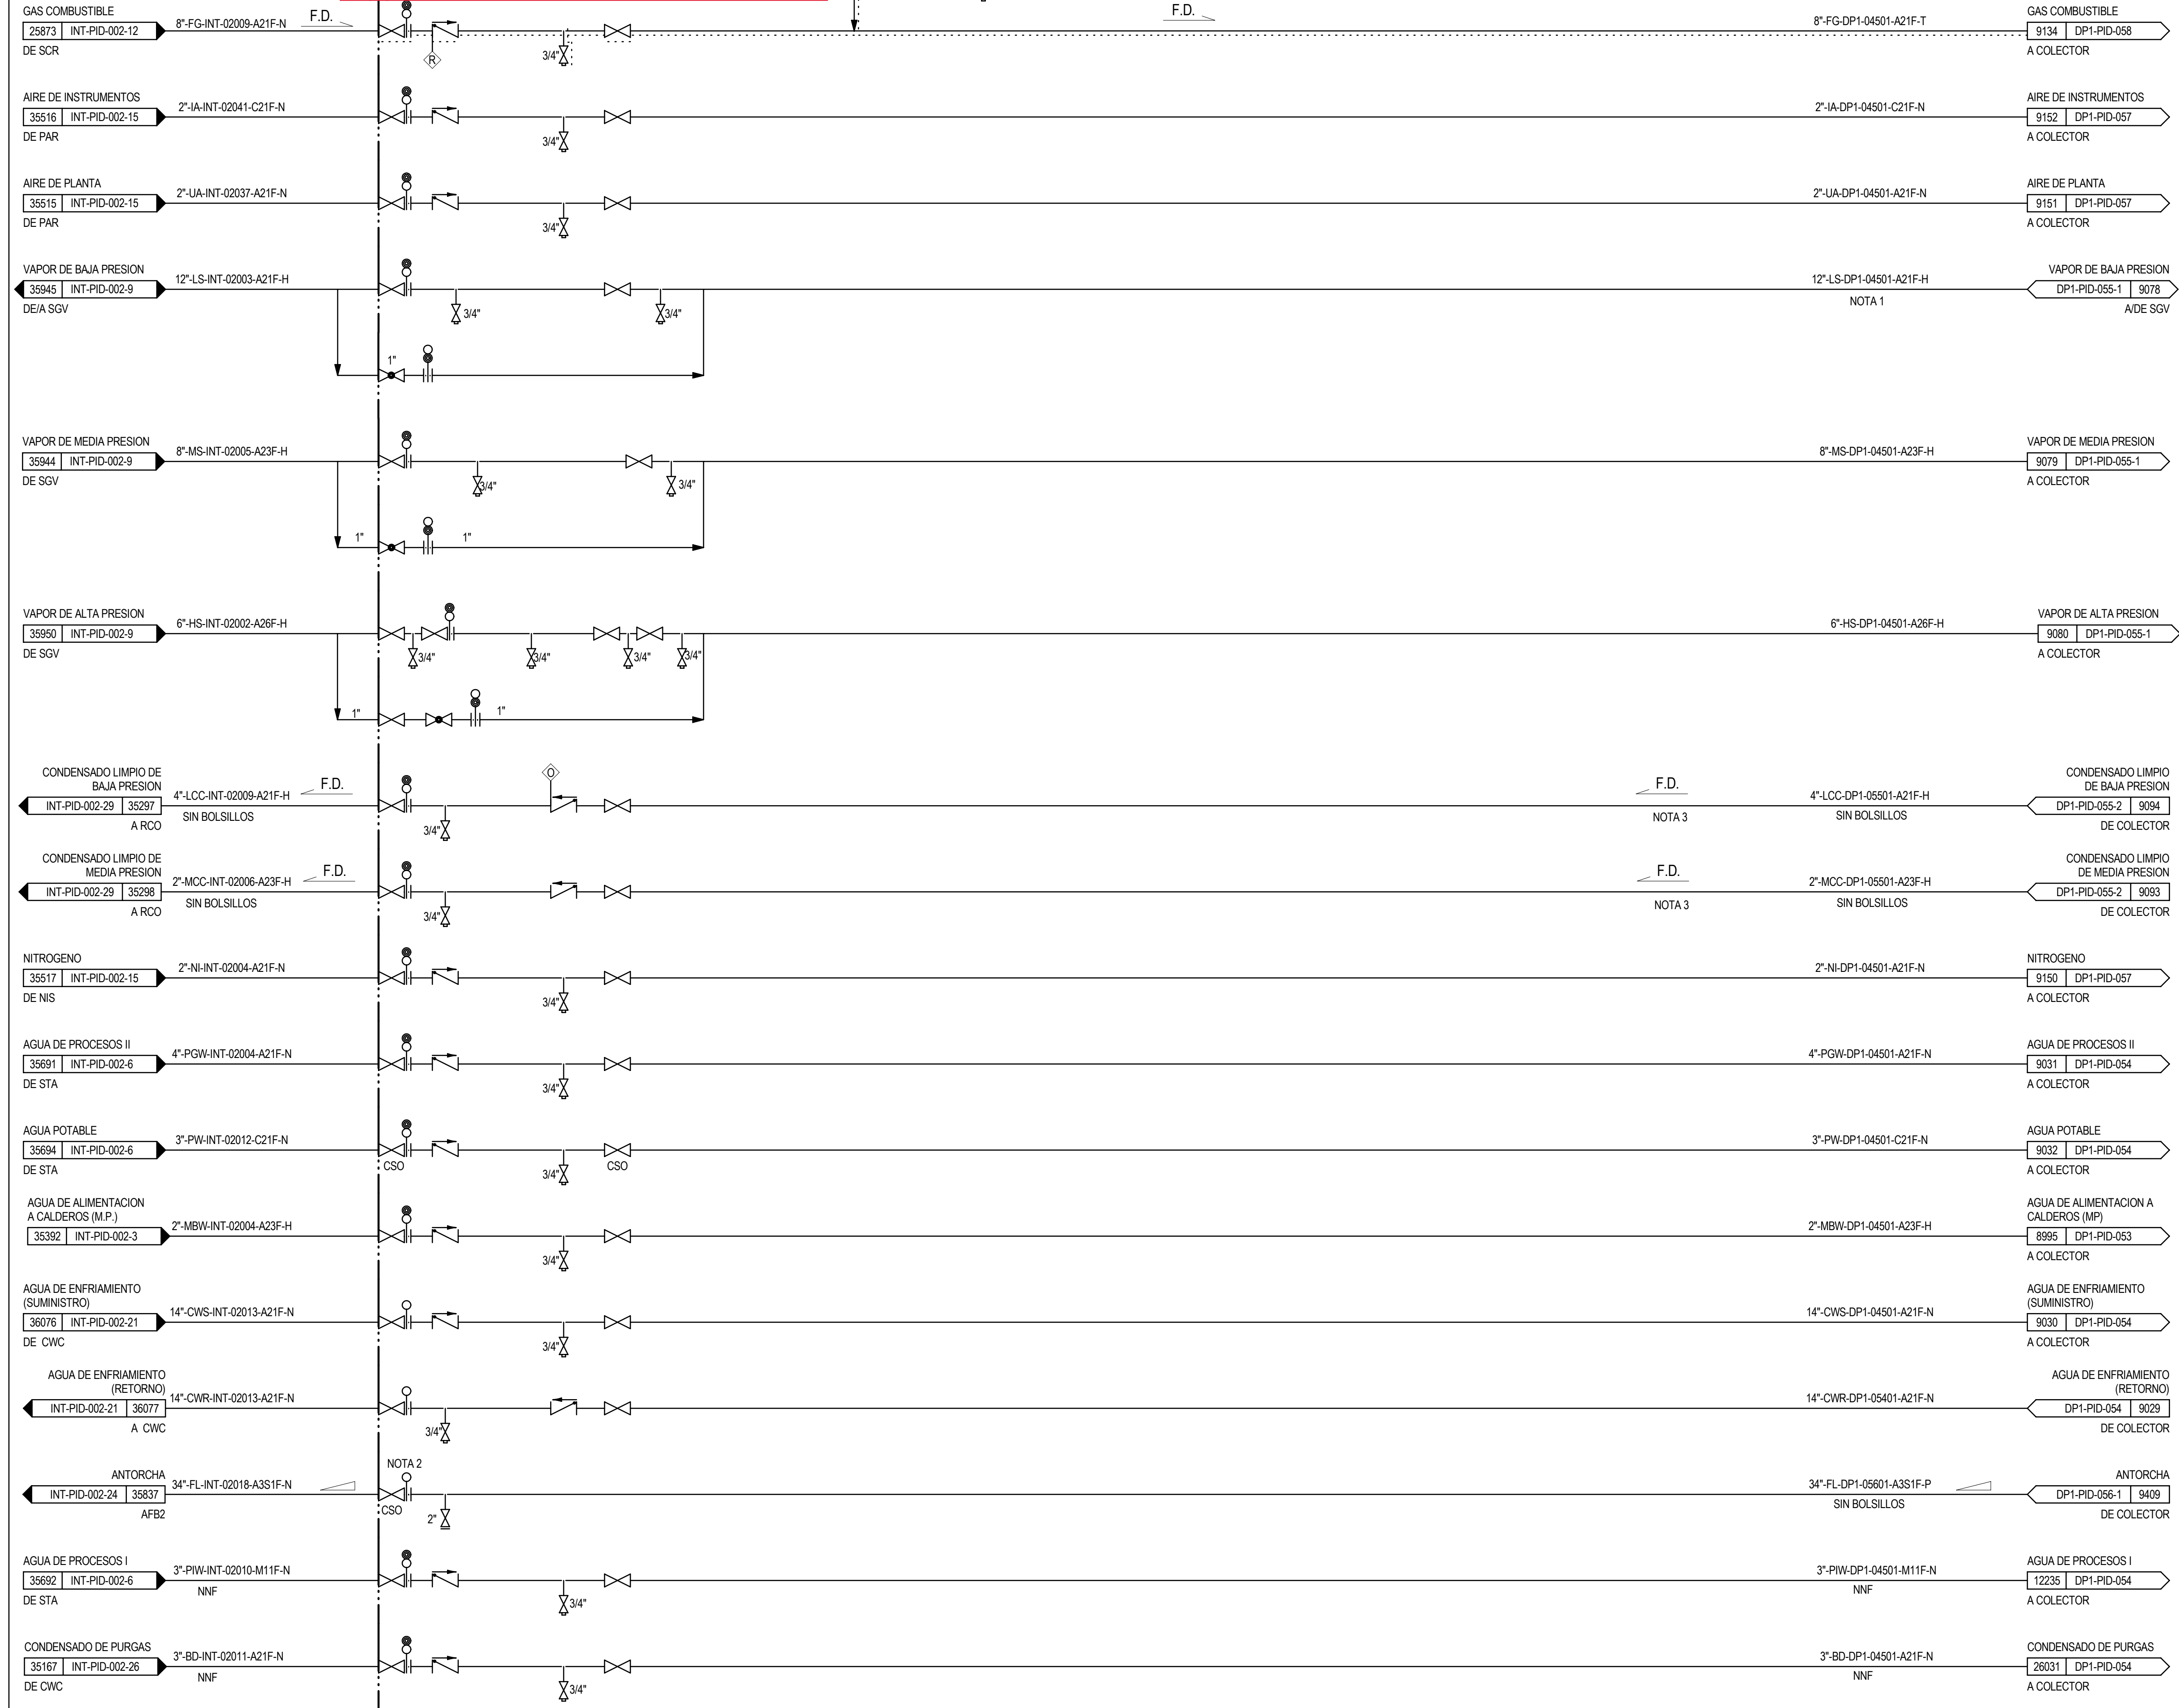 GAS COMBUSTIBLE
25873 INT-PID-002-12
DE SCR
8"-FG-INT-02009-A21F-N
F.D.
R
3/4"
F.D.
8"-FG-DP1-04501-A21F-T
GAS COMBUSTIBLE
9134 DP1-PID-058
A COLECTOR
AIRE DE INSTRUMENTOS
35516 INT-PID-002-15
DE PAR
2"-IA-INT-02041-C21F-N
3/4"
2"-IA-DP1-04501-C21F-N
AIRE DE INSTRUMENTOS
9152 DP1-PID-057
A COLECTOR
AIRE DE PLANTA
35515 INT-PID-002-15
DE PAR
2"-UA-INT-02037-A21F-N
3/4"
2"-UA-DP1-04501-A21F-N
AIRE DE PLANTA
9151 DP1-PID-057
A COLECTOR
VAPOR DE BAJA PRESION
35945 INT-PID-002-9
DE/A SGV
12"-LS-INT-02003-A21F-H
3/4"
3/4"
1"
12"-LS-DP1-04501-A21F-H
NOTA 1
VAPOR DE BAJA PRESION
DP1-PID-055-1 9078
A/DE SGV
VAPOR DE MEDIA PRESION
35944 INT-PID-002-9
DE SGV
8"-MS-INT-02005-A23F-H
3/4"
3/4"
1"
1"
8"-MS-DP1-04501-A23F-H
VAPOR DE MEDIA PRESION
9079 DP1-PID-055-1
A COLECTOR
VAPOR DE ALTA PRESION
35950 INT-PID-002-9
DE SGV
6"-HS-INT-02002-A26F-H
3/4"
3/4"
3/4"
3/4"
1"
1"
6"-HS-DP1-04501-A26F-H
VAPOR DE ALTA PRESION
9080 DP1-PID-055-1
A COLECTOR
CONDENSADO LIMPIO DE
BAJA PRESION
INT-PID-002-29 35297
A RCO
4"-LCC-INT-02009-A21F-H
SIN BOLSILLOS
F.D.
3/4"
O
F.D.
NOTA 3
4"-LCC-DP1-05501-A21F-H
SIN BOLSILLOS
CONDENSADO LIMPIO
DE BAJA PRESION
DP1-PID-055-2 9094
DE COLECTOR
CONDENSADO LIMPIO DE
MEDIA PRESION
INT-PID-002-29 35298
A RCO
2"-MCC-INT-02006-A23F-H
SIN BOLSILLOS
F.D.
3/4"
F.D.
NOTA 3
2"-MCC-DP1-05501-A23F-H
SIN BOLSILLOS
CONDENSADO LIMPIO
DE MEDIA PRESION
DP1-PID-055-2 9093
DE COLECTOR
NITROGENO
35517 INT-PID-002-15
DE NIS
2"-NI-INT-02004-A21F-N
3/4"
2"-NI-DP1-04501-A21F-N
NITROGENO
9150 DP1-PID-057
A COLECTOR
AGUA DE PROCESOS II
35691 INT-PID-002-6
DE STA
4"-PGW-INT-02004-A21F-N
3/4"
4"-PGW-DP1-04501-A21F-N
AGUA DE PROCESOS II
9031 DP1-PID-054
A COLECTOR
AGUA POTABLE
35694 INT-PID-002-6
DE STA
3"-PW-INT-02012-C21F-N
CSO
3/4"
CSO
3"-PW-DP1-04501-C21F-N
AGUA POTABLE
9032 DP1-PID-054
A COLECTOR
AGUA DE ALIMENTACION
A CALDEROS (M.P.)
35392 INT-PID-002-3
2"-MBW-INT-02004-A23F-H
3/4"
2"-MBW-DP1-04501-A23F-H
AGUA DE ALIMENTACION A
CALDEROS (MP)
8995 DP1-PID-053
A COLECTOR
AGUA DE ENFRIAMIENTO
(SUMINISTRO)
36076 INT-PID-002-21
DE CWC
14"-CWS-INT-02013-A21F-N
3/4"
14"-CWS-DP1-04501-A21F-N
AGUA DE ENFRIAMIENTO
(SUMINISTRO)
9030 DP1-PID-054
A COLECTOR
AGUA DE ENFRIAMIENTO
(RETORNO)
INT-PID-002-21 36077
A CWC
14"-CWR-INT-02013-A21F-N
3/4"
14"-CWR-DP1-05401-A21F-N
AGUA DE ENFRIAMIENTO
(RETORNO)
DP1-PID-054 9029
DE COLECTOR
ANTORCHA
INT-PID-002-24 35837
AFB2
34"-FL-INT-02018-A3S1F-N
NOTA 2
CSO
2"
34"-FL-DP1-05601-A3S1F-P
SIN BOLSILLOS
ANTORCHA
DP1-PID-056-1 9409
DE COLECTOR
AGUA DE PROCESOS I
35692 INT-PID-002-6
DE STA
3"-PIW-INT-02010-M11F-N
NNF
3/4"
3"-PIW-DP1-04501-M11F-N
NNF
AGUA DE PROCESOS I
12235 DP1-PID-054
A COLECTOR
CONDENSADO DE PURGAS
35167 INT-PID-002-26
DE CWC
3"-BD-INT-02011-A21F-N
NNF
3/4"
3"-BD-DP1-04501-A21F-N
NNF
CONDENSADO DE PURGAS
26031 DP1-PID-054
A COLECTOR